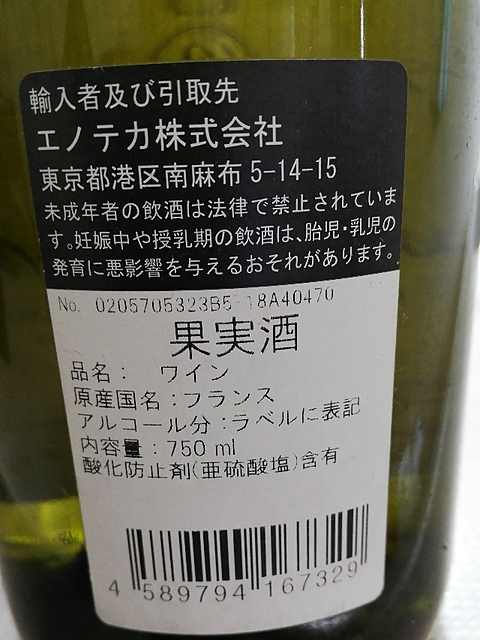 輸入者及び引取先
エノテカ株式会社
東京都港区南麻布 5-14-15
未成年者の飲酒は法律で禁止されていま
す。妊娠中や授乳期の飲酒は、胎児・乳児の
発育に悪影響を与えるおそれがあります。
No. 0205705323B5-18A40470
果実酒
品名： ワイン
原産国名：フランス
アルコール分：ラベルに表記
内容量：750 ml
酸化防止剤(亜硫酸塩)含有
4 589794 167329